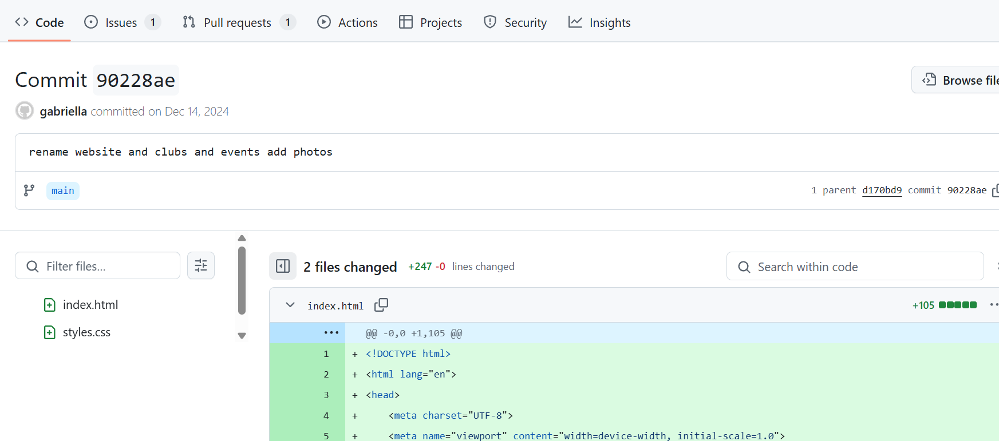 Code Issues 1 Pull requests 1 Actions Projects Security Insights
Commit 90228ae
Browse file
gabriella committed on Dec 14, 2024
rename website and clubs and events add photos
main
1 parent d170bd9 commit 90228ae
Filter files...
index.html
styles.css
2 files changed +247 -0 lines changed
Search within code
index.html
+105
@@ -0,0 +1,105 @@
1 + <!DOCTYPE html>
2 + <html lang="en">
3 + <head>
4 + <meta charset="UTF-8">
5 + <meta name="viewport" content="width=device-width, initial-scale=1.0">